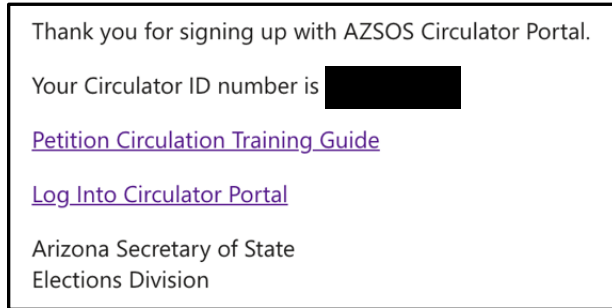 Thank you for signing up with AZSOS Circulator Portal.
Your Circulator ID number is
Petition Circulation Training Guide
Log Into Circulator Portal
Arizona Secretary of State
Elections Division